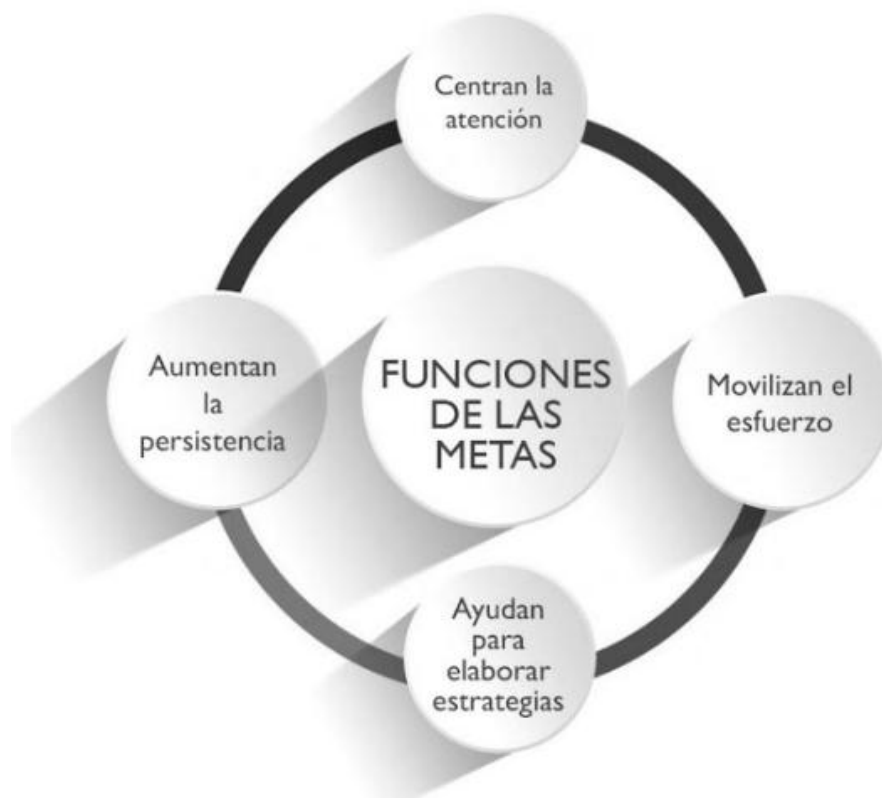 Centran la
atención
Aumentan
la
persistencia
FUNCIONES
DE LAS
METAS
Movilizan el
esfuerzo
Ayudan
para
elaborar
estrategias